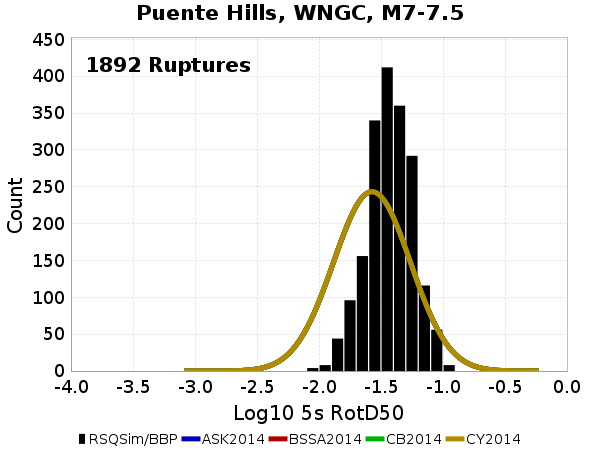 Puente Hills, WNGC, M7-7.5
1892 Ruptures
Count
450
400
350
300
250
200
150
100
50
0
-4.0 -3.5 -3.0 -2.5 -2.0 -1.5 -1.0 -0.5 0.0
Log10 5s RotD50
RSQSim/BBP ASK2014 BSSA2014 CB2014 CY2014